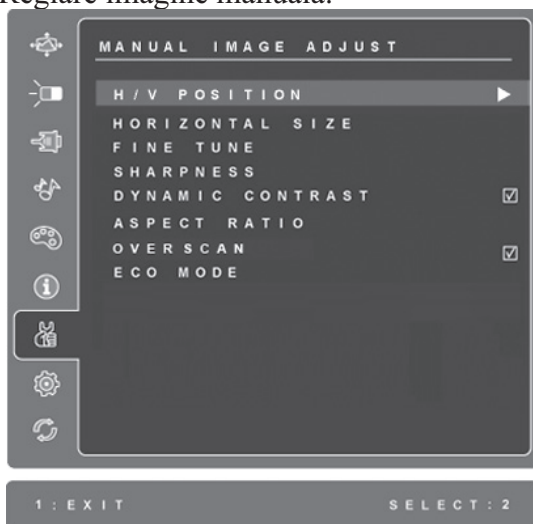 Reglare imagine manuală.
MANUAL IMAGE ADJUST
H/V POSITION
HORIZONTAL SIZE
FINE TUNE
SHARPNESS
DYNAMIC CONTRAST
ASPECT RATIO
OVERSCAN
ECO MODE
1:EXIT
SELECT:2